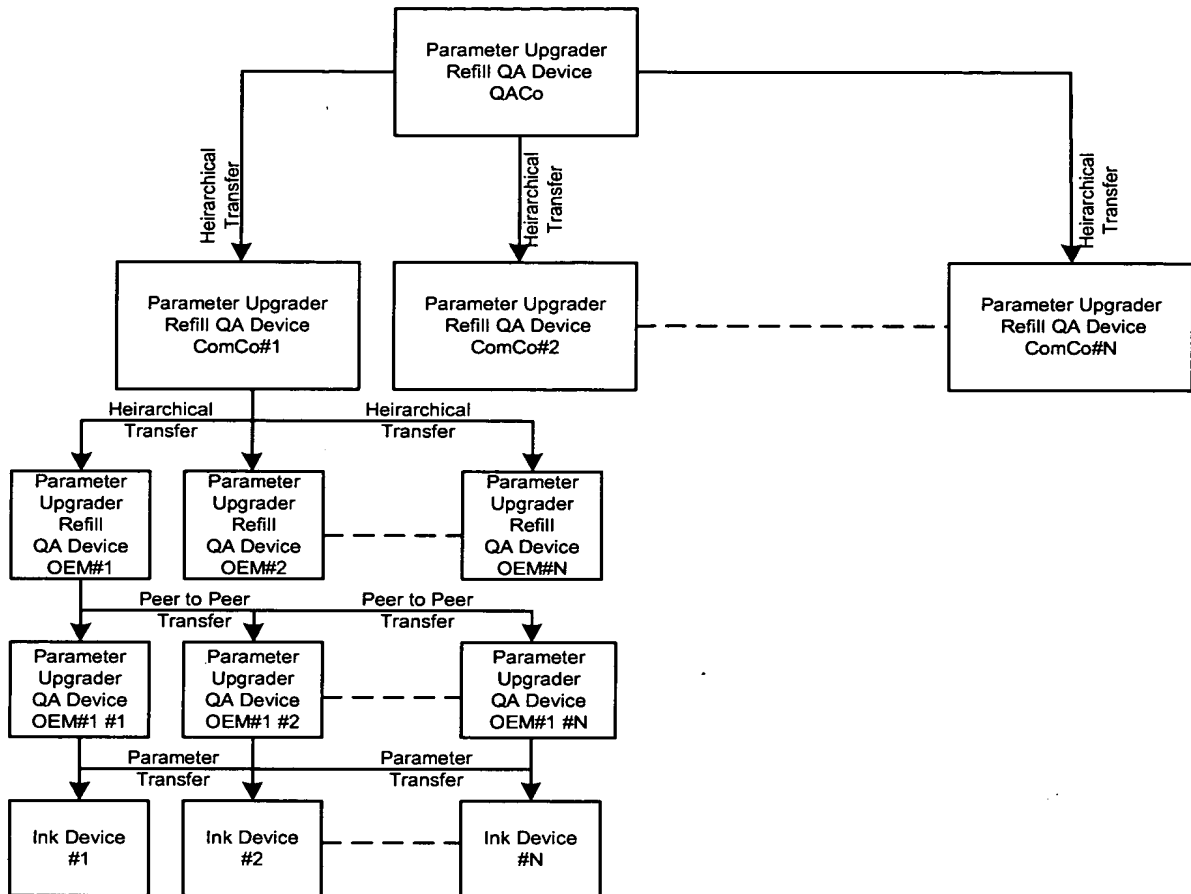 Parameter Upgrader
Refill QA Device
QACo
Heirarchical
Transfer
Heirarchical
Transfer
Heirarchical
Transfer
Parameter Upgrader
Refill QA Device
ComCo#1
Parameter Upgrader
Refill QA Device
ComCo#2
Parameter Upgrader
Refill QA Device
ComCo#N
Heirarchical
Transfer
Heirarchical
Transfer
Parameter
Upgrader
Refill
QA Device
OEM#1
Parameter
Upgrader
Refill
QA Device
OEM#2
Parameter
Upgrader
Refill
QA Device
OEM#N
Peer to Peer
Transfer
Peer to Peer
Transfer
Parameter
Upgrader
QA Device
OEM#1 #1
Parameter
Upgrader
QA Device
OEM#1 #2
Parameter
Upgrader
QA Device
OEM#1 #N
Parameter
Transfer
Parameter
Transfer
Ink Device
#1
Ink Device
#2
Ink Device
#N